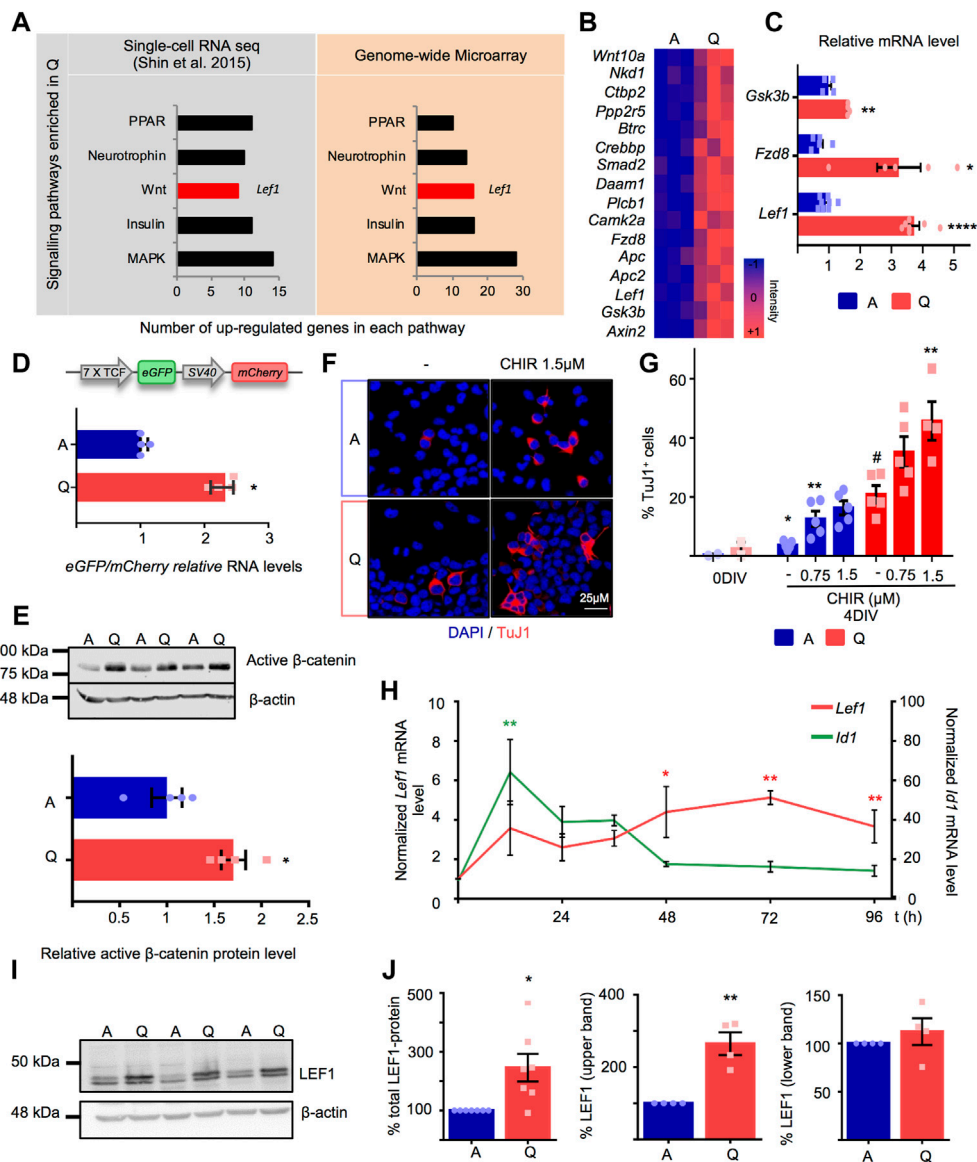 A
Signalling pathways enriched in Q
Single-cell RNA seq
(Shin et al. 2015)
PPAR
Neurotrophin
Wnt
Insulin
MAPK
Lef1
0 5 10 15
Genome-wide Microarray
PPAR
Neurotrophin
Wnt
Insulin
MAPK
Lef1
0 10 20 30
Number of up-regulated genes in each pathway
B
A Q
Wnt10a
Nkd1
Ctbp2
Ppp2r5
Btrc
Crebbp
Smad2
Daam1
Plcb1
Camk2a
Fzd8
Apc
Apc2
Lef1
Gsk3b
Axin2
-1
0
+1
Intensity
C
Relative mRNA level
Gsk3b
**
Fzd8
*
Lef1
****
0 1 2 3 4 5
A Q
D
7 X TCF eGFP SV40 mCherry
A
Q
*
0 1 2 3
eGFP/mCherry relative RNA levels
E
A Q A Q A Q
00 kDa
75 kDa
48 kDa
Active β-catenin
β-actin
A
Q
*
0.5 1 1.5 2 2.5
Relative active β-catenin protein level
F
- CHIR 1.5μM
A
Q
25μM
DAPI / TuJ1
G
% TuJ1+ cells
60
40
20
*
**
#
**
0DIV
- 0.75 1.5 - 0.75 1.5
CHIR (μM)
4DIV
A Q
H
Normalized Lef1 mRNA
level
10
8
6
4
2
0
**
*
**
**
Lef1
Id1
100
80
60
40
20
0
Normalized Id1 mRNA
level
24 48 72 96 t (h)
I
A Q A Q A Q
50 kDa
48 kDa
LEF1
β-actin
J
% total LEF1-protein
500
300
100
*
A Q
% LEF1 (upper band)
400
200
0
**
A Q
% LEF1 (lower band)
150
100
50
A Q